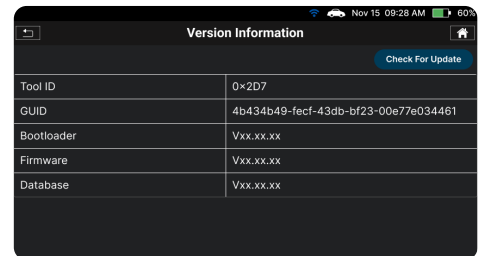 Nov 15 09:28 AM 60%
Version Information
Check For Update
Tool ID 0×2D7
GUID 4b434b49-fecf-43db-bf23-00e77e034461
Bootloader Vxx.xx.xx
Firmware Vxx.xx.xx
Database Vxx.xx.xx